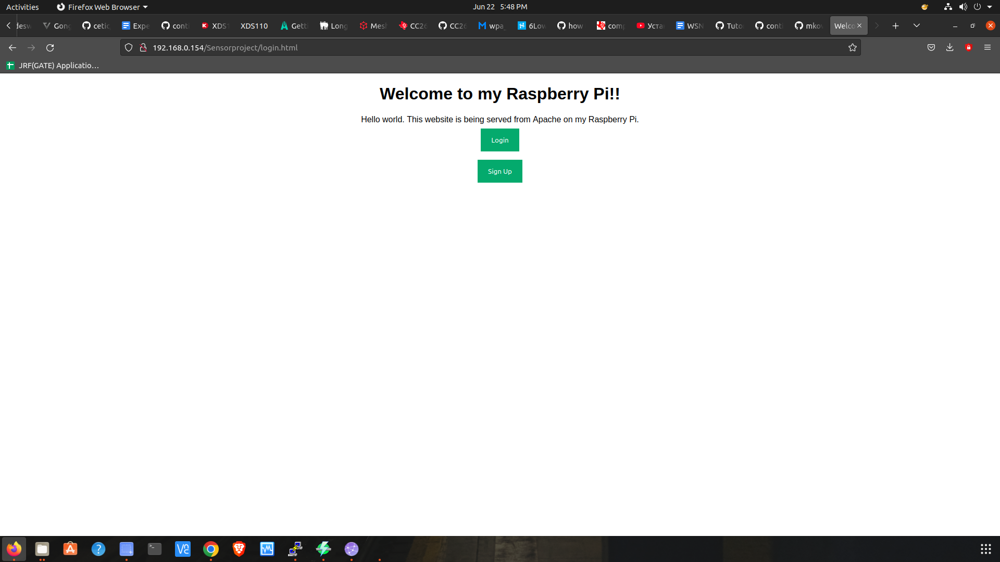 Activities Firefox Web Browser Jun 22 5:48 PM
desw Gong cetic Expe conti XDS1 XDS110 Getti Long Mesh CC26 CC26 wpa_ 6Low how comp Уста WSN Tuto conti mkov Welco
192.168.0.154/Sensorproject/login.html
JRF(GATE) Applicatio...
Welcome to my Raspberry Pi!!
Hello world. This website is being served from Apache on my Raspberry Pi.
Login
Sign Up